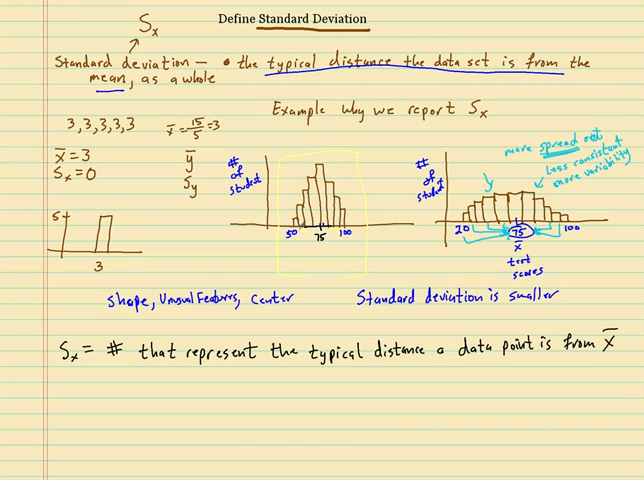 Define Standard Deviation
Sx
Standard deviation — • the typical distance the data set is from the
mean, as a whole
Example why we report Sx
3,3,3,3,3
x̄ = 15/5 = 3
x̄ = 3
Sx = 0
ȳ
Sy
5
3
#
of
student
50
75
100
#
of
student
more spread out
Less consistant
more variability
20
75
100
x̄
test
scores
Shape, Unusual Features, Center
Standard deviation is smaller
Sx = # that represent the typical distance a data point is from x̄